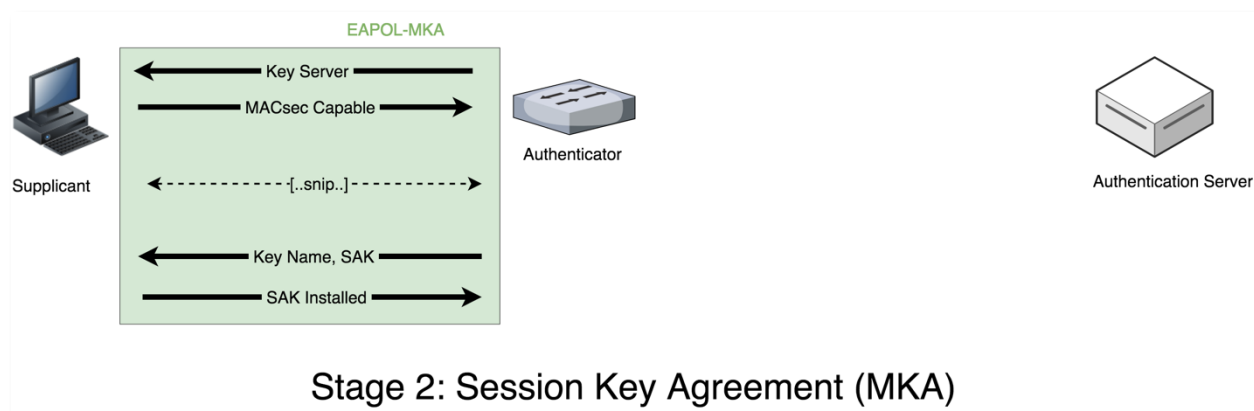 EAPOL-MKA
Key Server
MACsec Capable
Authenticator
Supplicant
[..snip..]
Authentication Server
Key Name, SAK
SAK Installed
Stage 2: Session Key Agreement (MKA)